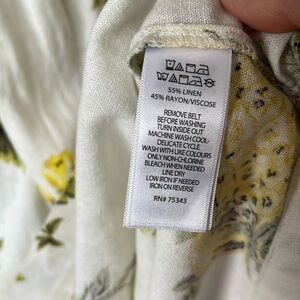 55% LINEN
45% RAYON/VISCOSE
REMOVE BELT
BEFORE WASHING
TURN INSIDE OUT
MACHINE WASH COOL-
DELICATE CYCLE
WASH WITH LIKE COLOURS
ONLY NON-CHLORINE
BLEACH WHEN NEEDED
LINE DRY
LOW IRON IF NEEDED
IRON ON REVERSE
RN# 75343